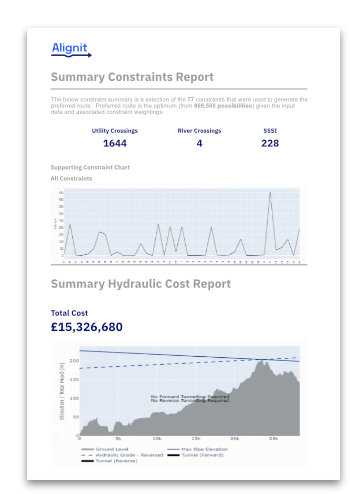 Alignit
Summary Constraints Report
The below constraint summary is a selection of the 77 constraints that were used to generate the
preferred route. Preferred route is the optimum (from 869,500 possibilities) given the input
data and associated constraint weightings.
Utility Crossings River Crossings SSSI
1644 4 228
Supporting Constraint Chart
All Constraints
Summary Hydraulic Cost Report
Total Cost
£15,326,680
Elevation / Total Head (m)
200
150
100
50
0
No Forward Tunnelling Required
No Reverse Tunnelling Required
0 5k 10k 15k 20k 25k
Ground Level Max Pipe Elevation
Hydraulic Grade - Reversed Tunnel (Forward)
Tunnel (Reverse)